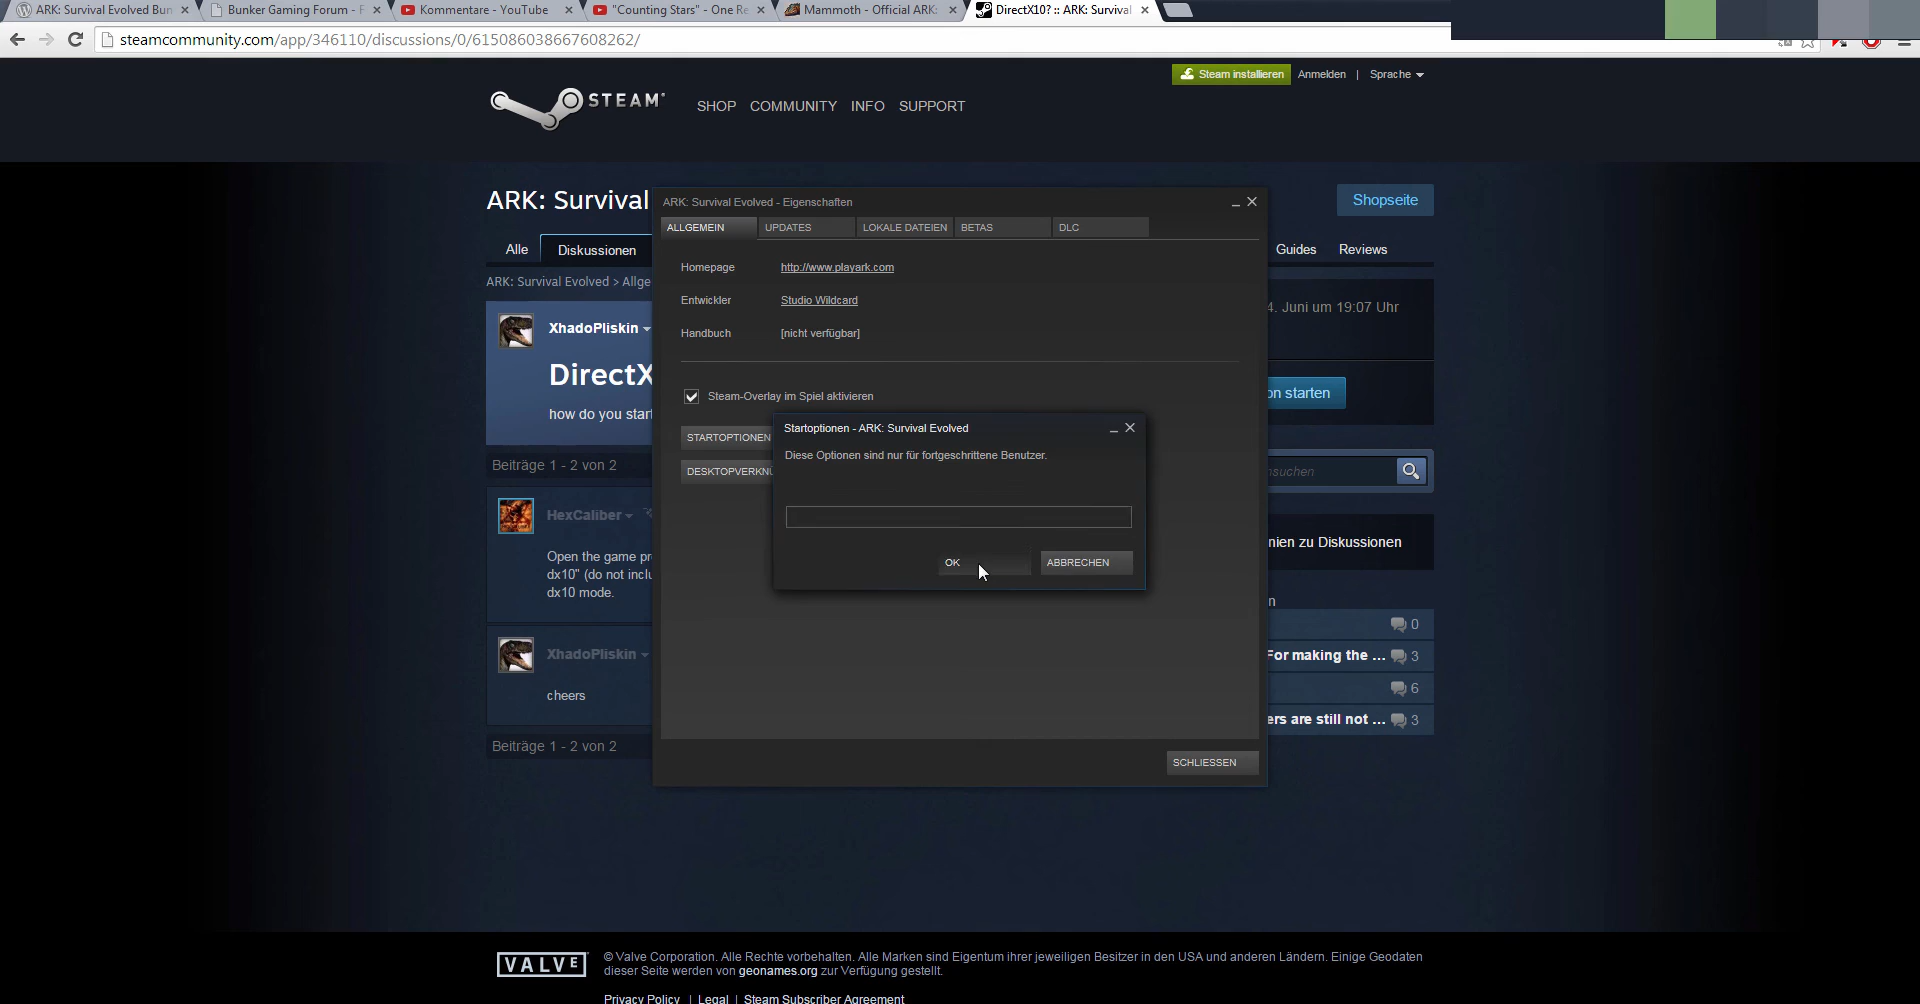 ARK: Survival Evolved Bun
Bunker Gaming Forum - F
Kommentare - YouTube
"Counting Stars" - One Re
Mammoth - Official ARK:
DirectX10? :: ARK: Survival
steamcommunity.com/app/346110/discussions/0/615086038667608262/
Steam installieren
Anmelden | Sprache
STEAM
SHOP COMMUNITY INFO SUPPORT
ARK: Survival
Shopseite
Alle
Diskussionen
Guides
Reviews
ARK: Survival Evolved > Allge
XhadoPliskin
DirectX
how do you start
Beiträge 1 - 2 von 2
HexCaliber
Open the game pr
dx10" (do not inclu
dx10 mode.
XhadoPliskin
cheers
Beiträge 1 - 2 von 2
ARK: Survival Evolved - Eigenschaften
ALLGEMEIN
UPDATES
LOKALE DATEIEN
BETAS
DLC
Homepage
http://www.playark.com
Entwickler
Studio Wildcard
Handbuch
[nicht verfügbar]
Steam-Overlay im Spiel aktivieren
STARTOPTIONEN
DESKTOPVERKNÜ
Startoptionen - ARK: Survival Evolved
Diese Optionen sind nur für fortgeschrittene Benutzer.
OK
ABBRECHEN
SCHLIESSEN
4. Juni um 19:07 Uhr
on starten
suchen
nien zu Diskussionen
n
0
For making the ... 3
6
ers are still not ... 3
VALVE
© Valve Corporation. Alle Rechte vorbehalten. Alle Marken sind Eigentum ihrer jeweiligen Besitzer in den USA und anderen Ländern. Einige Geodaten
dieser Seite werden von geonames.org zur Verfügung gestellt.
Privacy Policy | Legal | Steam Subscriber Agreement